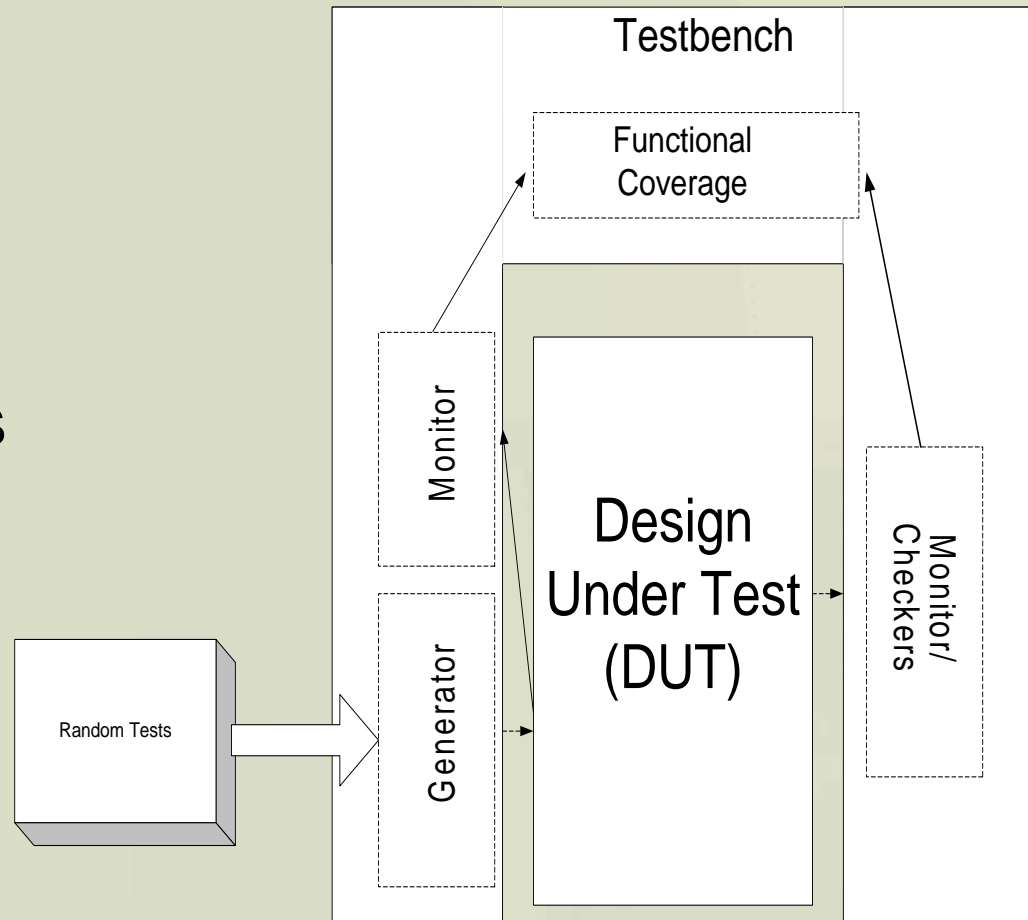 Testbench
Functional
Coverage
s
Monitor
Design
Under Test
(DUT)
Monitor/
Checkers
Generator
Random Tests